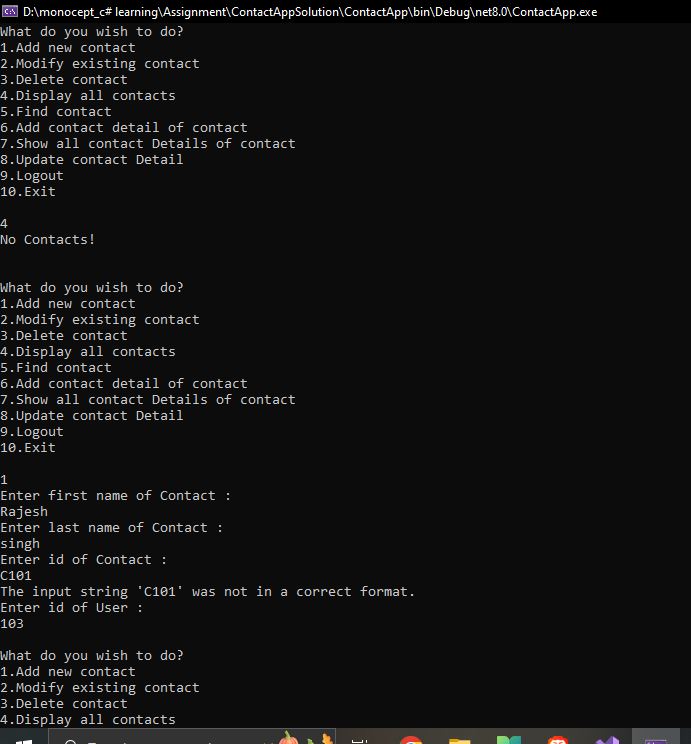 D:\monocept_c# learning\Assignment\ContactAppSolution\ContactApp\bin\Debug\net8.0\ContactApp.exe
What do you wish to do?
1.Add new contact
2.Modify existing contact
3.Delete contact
4.Display all contacts
5.Find contact
6.Add contact detail of contact
7.Show all contact Details of contact
8.Update contact Detail
9.Logout
10.Exit
4
No Contacts!
What do you wish to do?
1.Add new contact
2.Modify existing contact
3.Delete contact
4.Display all contacts
5.Find contact
6.Add contact detail of contact
7.Show all contact Details of contact
8.Update contact Detail
9.Logout
10.Exit
1
Enter first name of Contact :
Rajesh
Enter last name of Contact :
singh
Enter id of Contact :
C101
The input string 'C101' was not in a correct format.
Enter id of User :
103
What do you wish to do?
1.Add new contact
2.Modify existing contact
3.Delete contact
4.Display all contacts